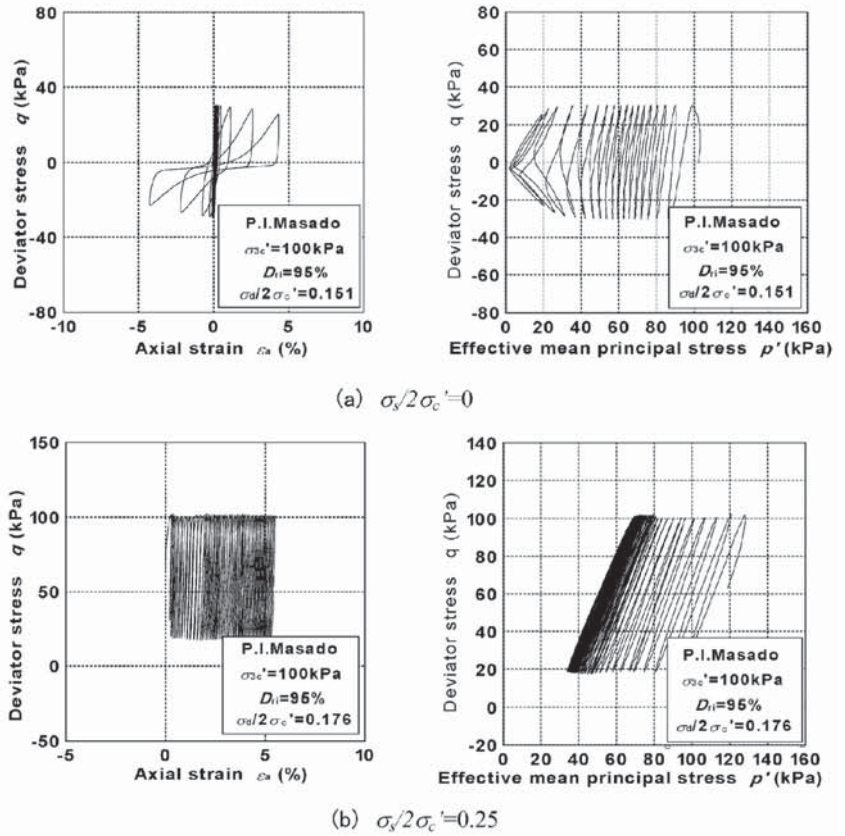 80
40
0
-40
-80
-10 -5 0 5 10
Deviator stress q (kPa)
Axial strain εa (%)
P.I.Masado
σ3c'=100kPa
Dri=95%
σd/2σc'=0.151
80
60
40
20
0
-20
-40
-60
-80
0 20 40 60 80 100 120 140 160
Deviator stress q (kPa)
Effective mean principal stress p'(kPa)
P.I.Masado
σ3c'=100kPa
Dri=95%
σd/2σc'=0.151
(a) σs/2σc'=0
150
100
50
0
-50
-5 0 5 10
Deviator stress q (kPa)
Axial strain εa (%)
P.I.Masado
σ3c'=100kPa
Dri=95%
σd/2σc'=0.176
140
120
100
80
60
40
20
0
-20
0 20 40 60 80 100 120 140 160
Deviator stress q (kPa)
Effective mean principal stress p'(kPa)
P.I.Masado
σ3c'=100kPa
Dri=95%
σd/2σc'=0.176
(b) σs/2σc'=0.25